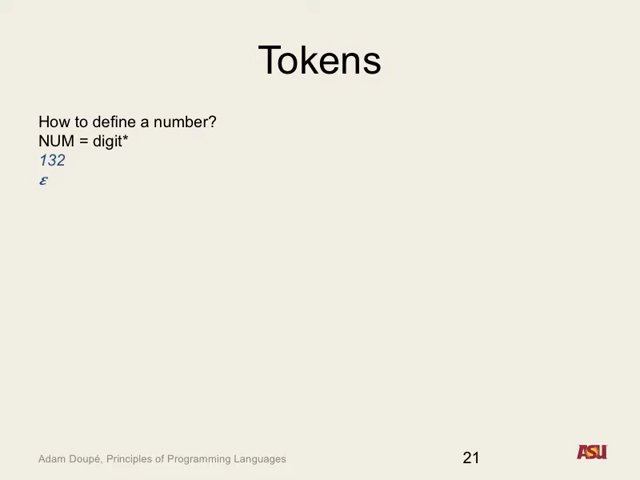 Tokens
How to define a number?
NUM = digit*
132
ε
Adam Doupé, Principles of Programming Languages
21
ASU